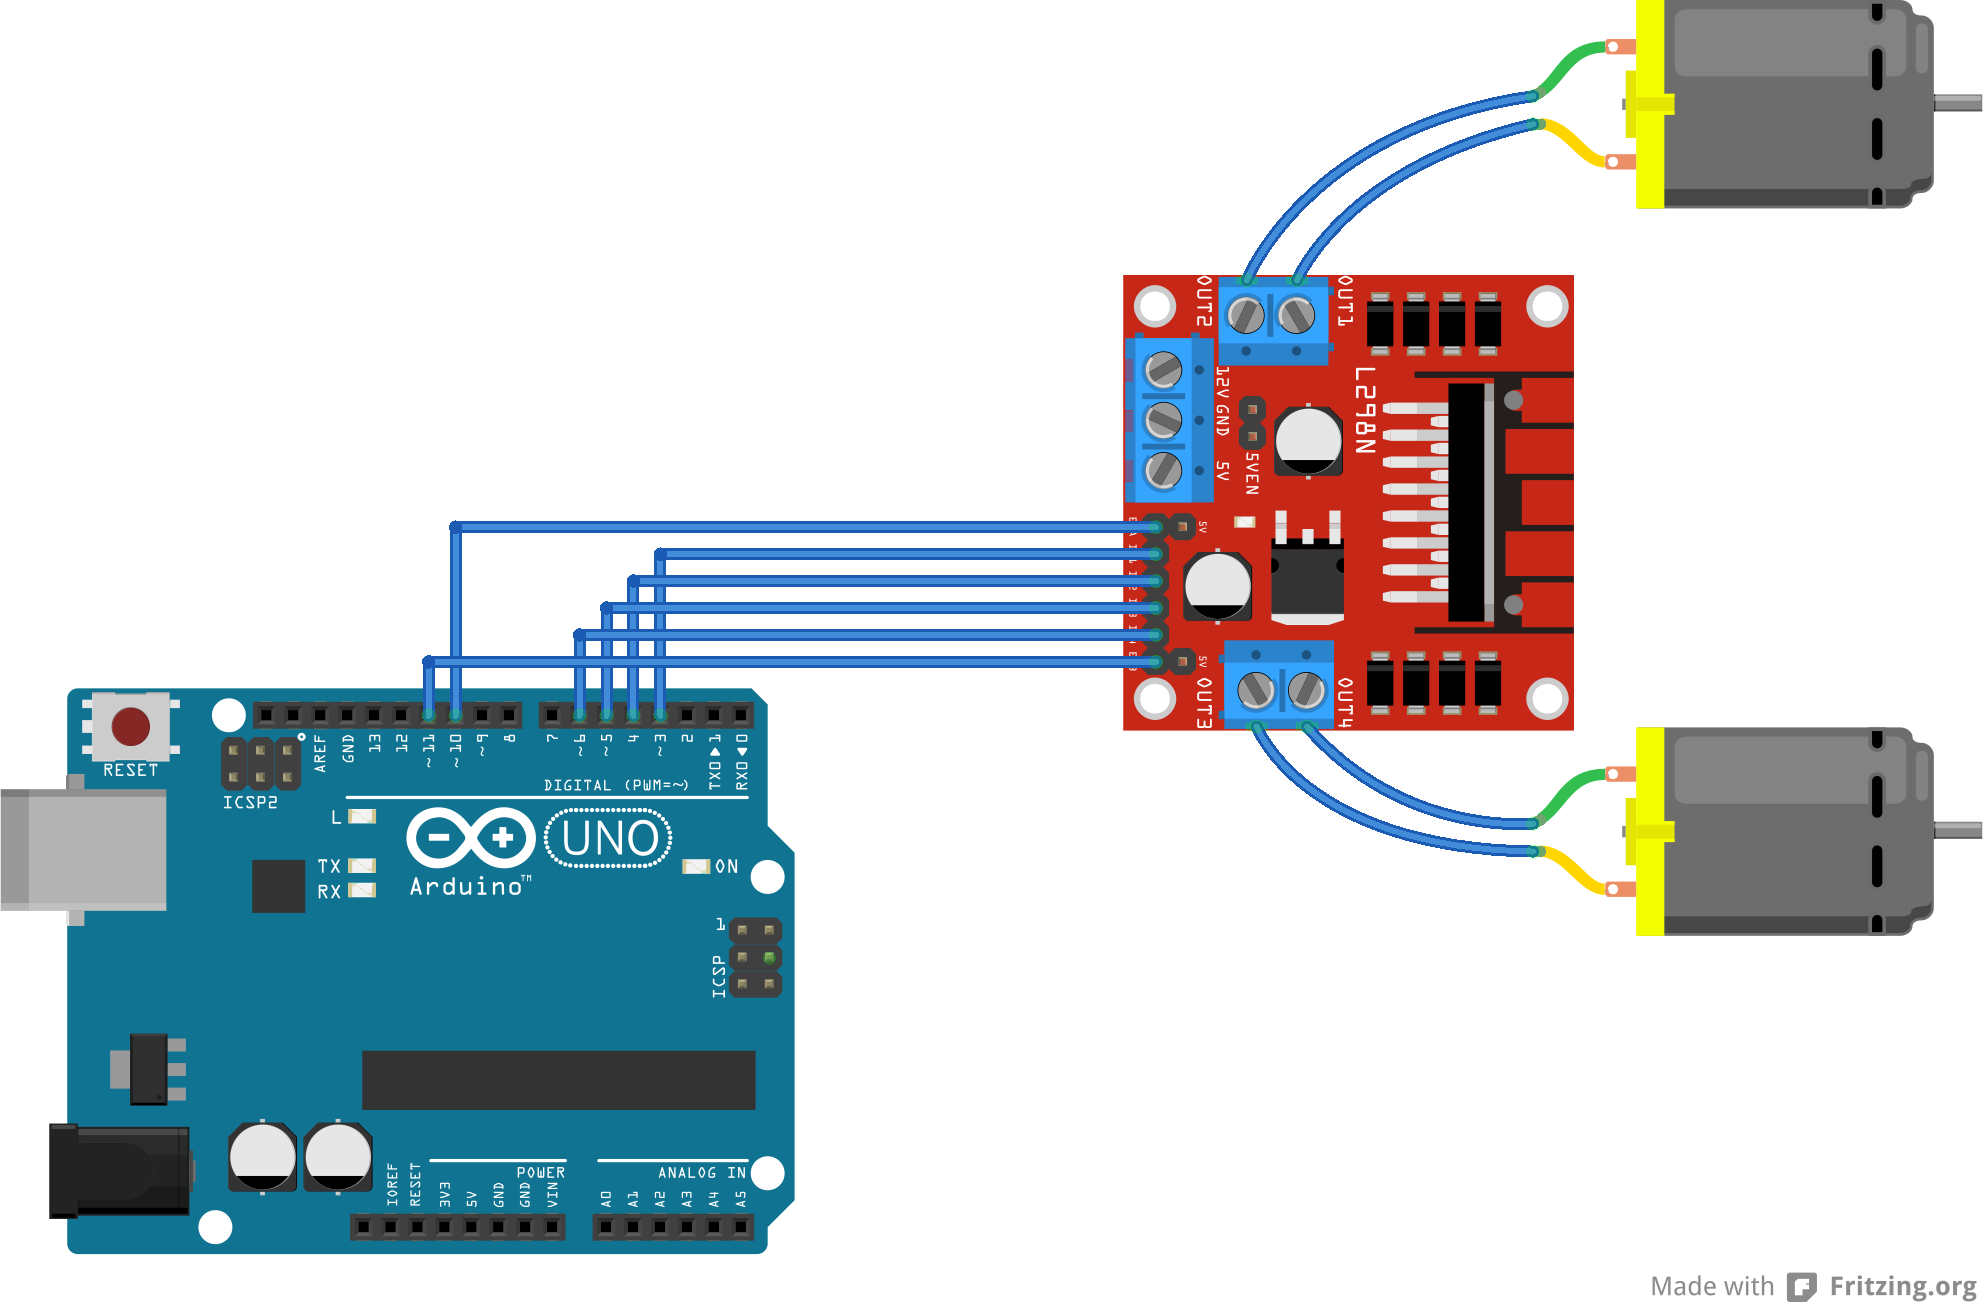 OUT2
OUT1
12V
GND
5V
5VEN
L298N
5V
5V
OUT3
OUT4
RESET
ICSP2
AREF
GND
13
12
~11
~10
~9
8
7
~6
~5
4
~3
2
TX0 1
RX0 0
DIGITAL (PWM=~)
L
TX
RX
UNO
Arduino™
ON
1
ICSP
IOREF
RESET
3V3
5V
GND
GND
VIN
POWER
ANALOG IN
A0
A1
A2
A3
A4
A5
Made with Fritzing.org